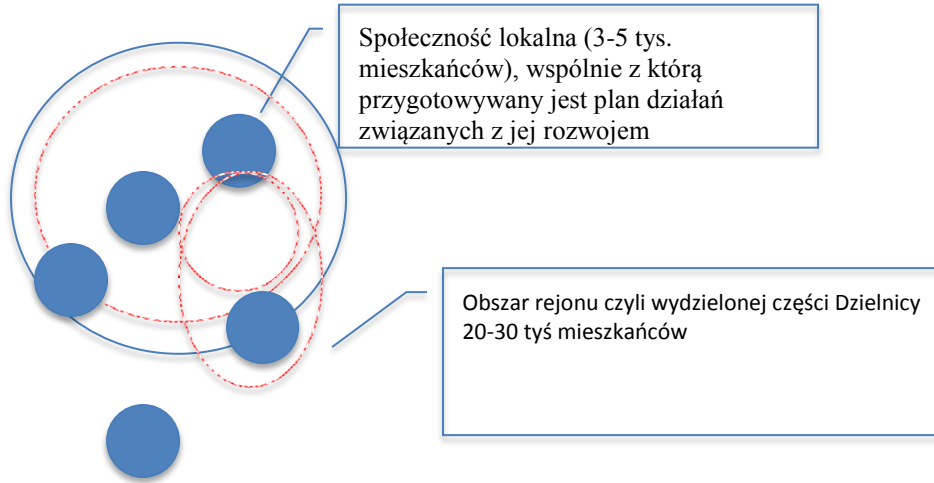 Społeczność lokalna (3-5 tys.
mieszkańców), wspólnie z którą
przygotowywany jest plan działań
związanych z jej rozwojem
Obszar rejonu czyli wydzielonej części Dzielnicy
20-30 tyś mieszkańców